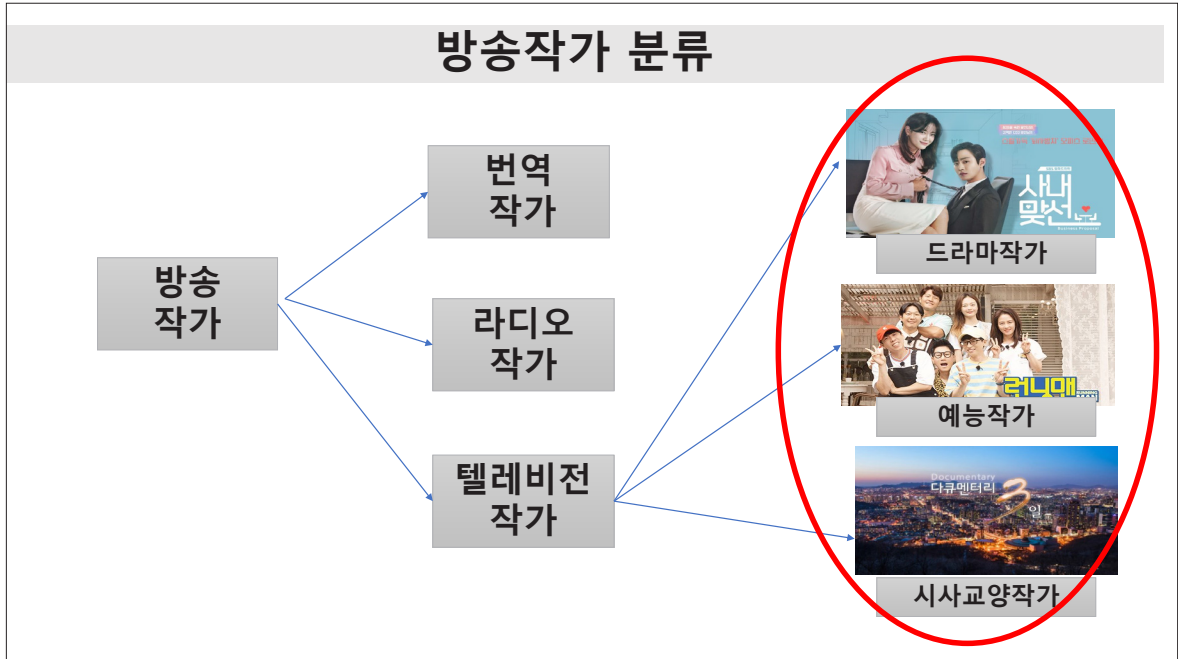 방송작가 분류
방송
작가
번역
작가
라디오
작가
텔레비전
작가
사내
맞선
Business Proposal
드라마작가
런닝맨
예능작가
Documentary
다큐멘터리 3일
시사교양작가